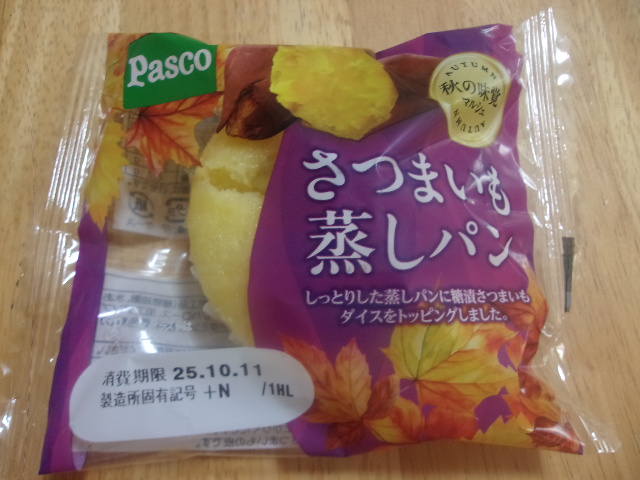 Pasco
AUTUMN
秋の味覚
マルシェ
AUTUMN
さつまいも
蒸しパン
しっとりした蒸しパンに糖漬さつまいも
ダイスをトッピングしました。
消費期限 25.10.11
製造所固有記号 +N /1HL